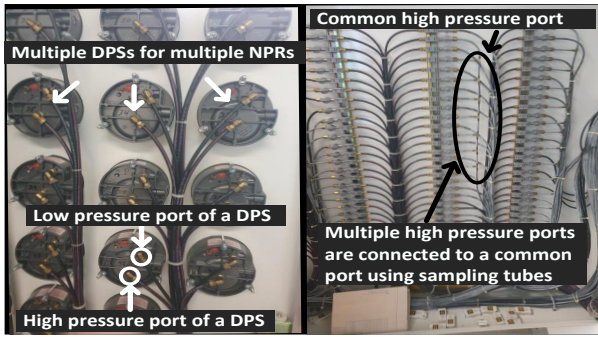 Multiple DPSs for multiple NPRs
Low pressure port of a DPS
High pressure port of a DPS
Common high pressure port
Multiple high pressure ports
are connected to a common
port using sampling tubes